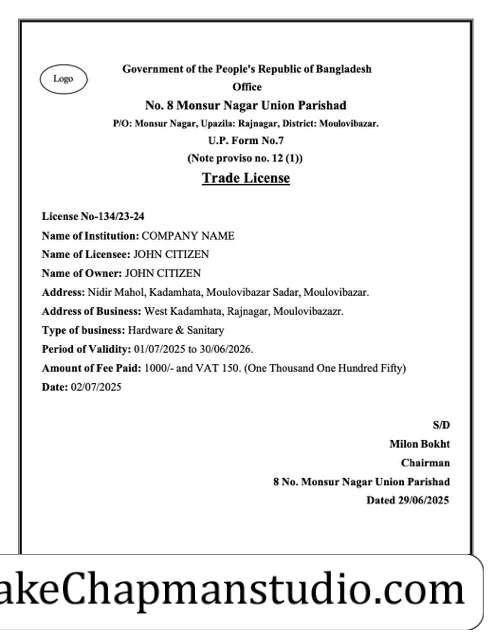 Logo
Government of the People's Republic of Bangladesh
Office
No. 8 Monsur Nagar Union Parishad
P/O: Monsur Nagar, Upazila: Rajnagar, District: Moulovibazar.
U.P. Form No.7
(Note proviso no. 12 (1))
Trade License
License No-134/23-24
Name of Institution: COMPANY NAME
Name of Licensee: JOHN CITIZEN
Name of Owner: JOHN CITIZEN
Address: Nidir Mahol, Kadamhata, Moulovibazar Sadar, Moulovibazar.
Address of Business: West Kadamhata, Rajnagar, Moulovibazazr.
Type of business: Hardware & Sanitary
Period of Validity: 01/07/2025 to 30/06/2026.
Amount of Fee Paid: 1000/- and VAT 150. (One Thousand One Hundred Fifty)
Date: 02/07/2025
S/D
Milon Bokht
Chairman
8 No. Monsur Nagar Union Parishad
Dated 29/06/2025
akeChapmanstudio.com